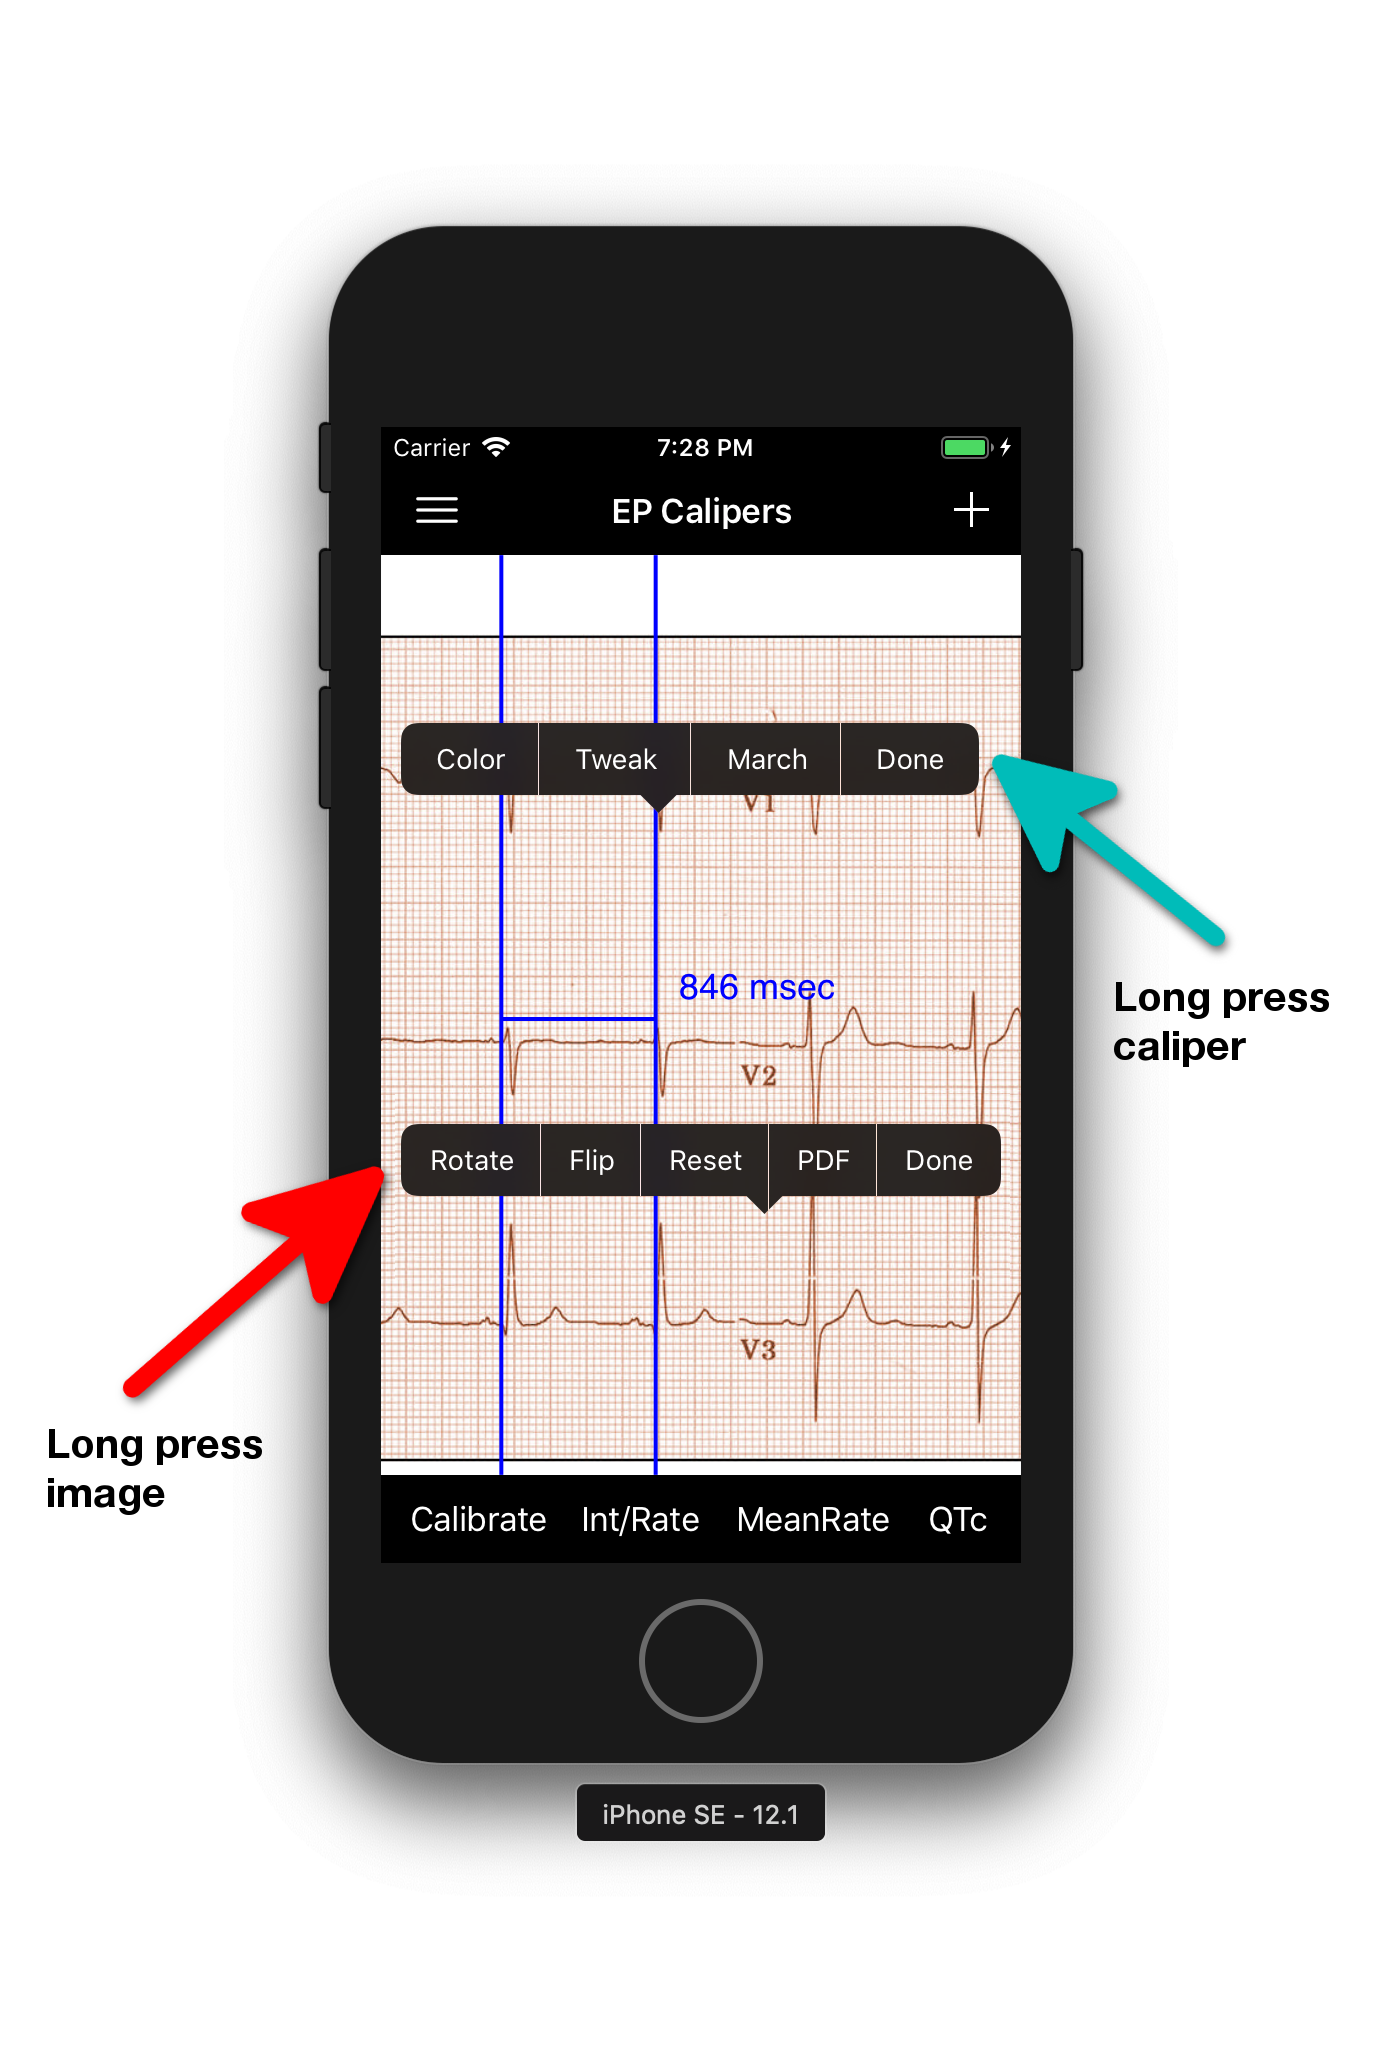 Carrier 7:28 PM
EP Calipers
Color Tweak March Done
V1
846 msec
Long press
caliper
V2
Rotate Flip Reset PDF Done
V3
Long press
image
Calibrate Int/Rate MeanRate QTc
iPhone SE - 12.1